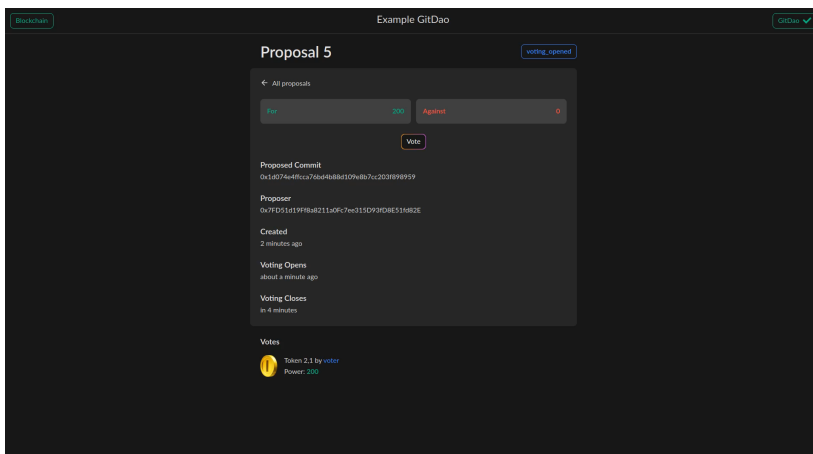 Blockchain
Example GitDao
GitDao
Proposal 5
voting_opened
All proposals
For 200
Against 0
Vote
Proposed Commit
0x1d074e4ffcca76bd4b88d109e8b7cc203f898959
Proposer
0x7FD51d19Ff8a8211a0Fc7ee315D93fD8E51fd82E
Created
2 minutes ago
Voting Opens
about a minute ago
Voting Closes
in 4 minutes
Votes
Token 2,1 by voter
Power: 200